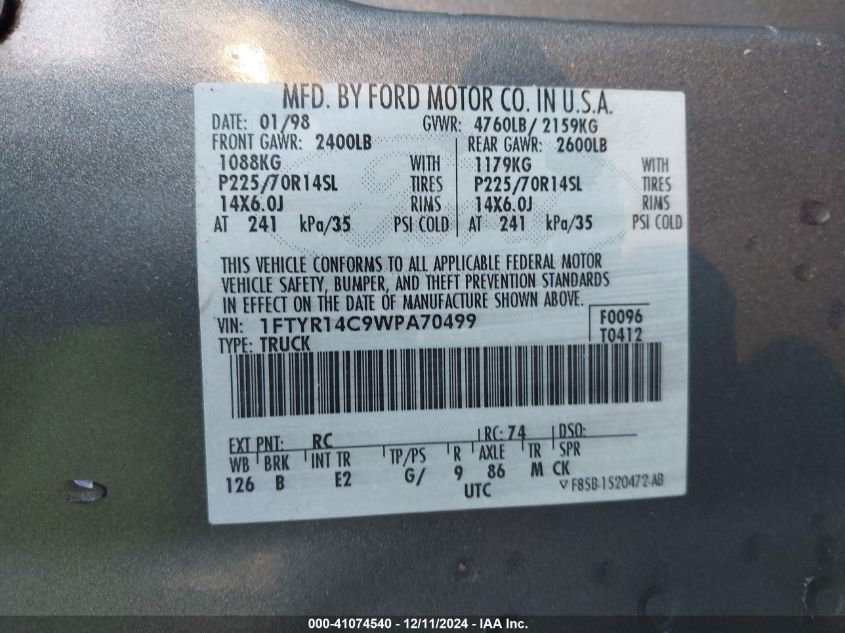 MFD. BY FORD MOTOR CO. IN U.S.A.
DATE: 01/98 GVWR: 4760LB/ 2159KG
FRONT GAWR: 2400LB REAR GAWR: 2600LB
1088KG WITH 1179KG WITH
P225/70R14SL TIRES P225/70R14SL TIRES
14X6.0J RIMS 14X6.0J RIMS
AT 241 kPa/35 PSI COLD AT 241 kPa/35 PSI COLD
THIS VEHICLE CONFORMS TO ALL APPLICABLE FEDERAL MOTOR
VEHICLE SAFETY, BUMPER, AND THEFT PREVENTION STANDARDS
IN EFFECT ON THE DATE OF MANUFACTURE SHOWN ABOVE.
VIN: 1FTYR14C9WPA70499 F0096
TYPE: TRUCK T0412
EXT PNT: RC RC: 74 DSO:
WB BRK INT TR TP/PS R AXLE TR SPR
126 B E2 G/ 9 86 M CK
UTC F85B-1520472-AB
000-41074540 - 12/11/2024 - IAA Inc.